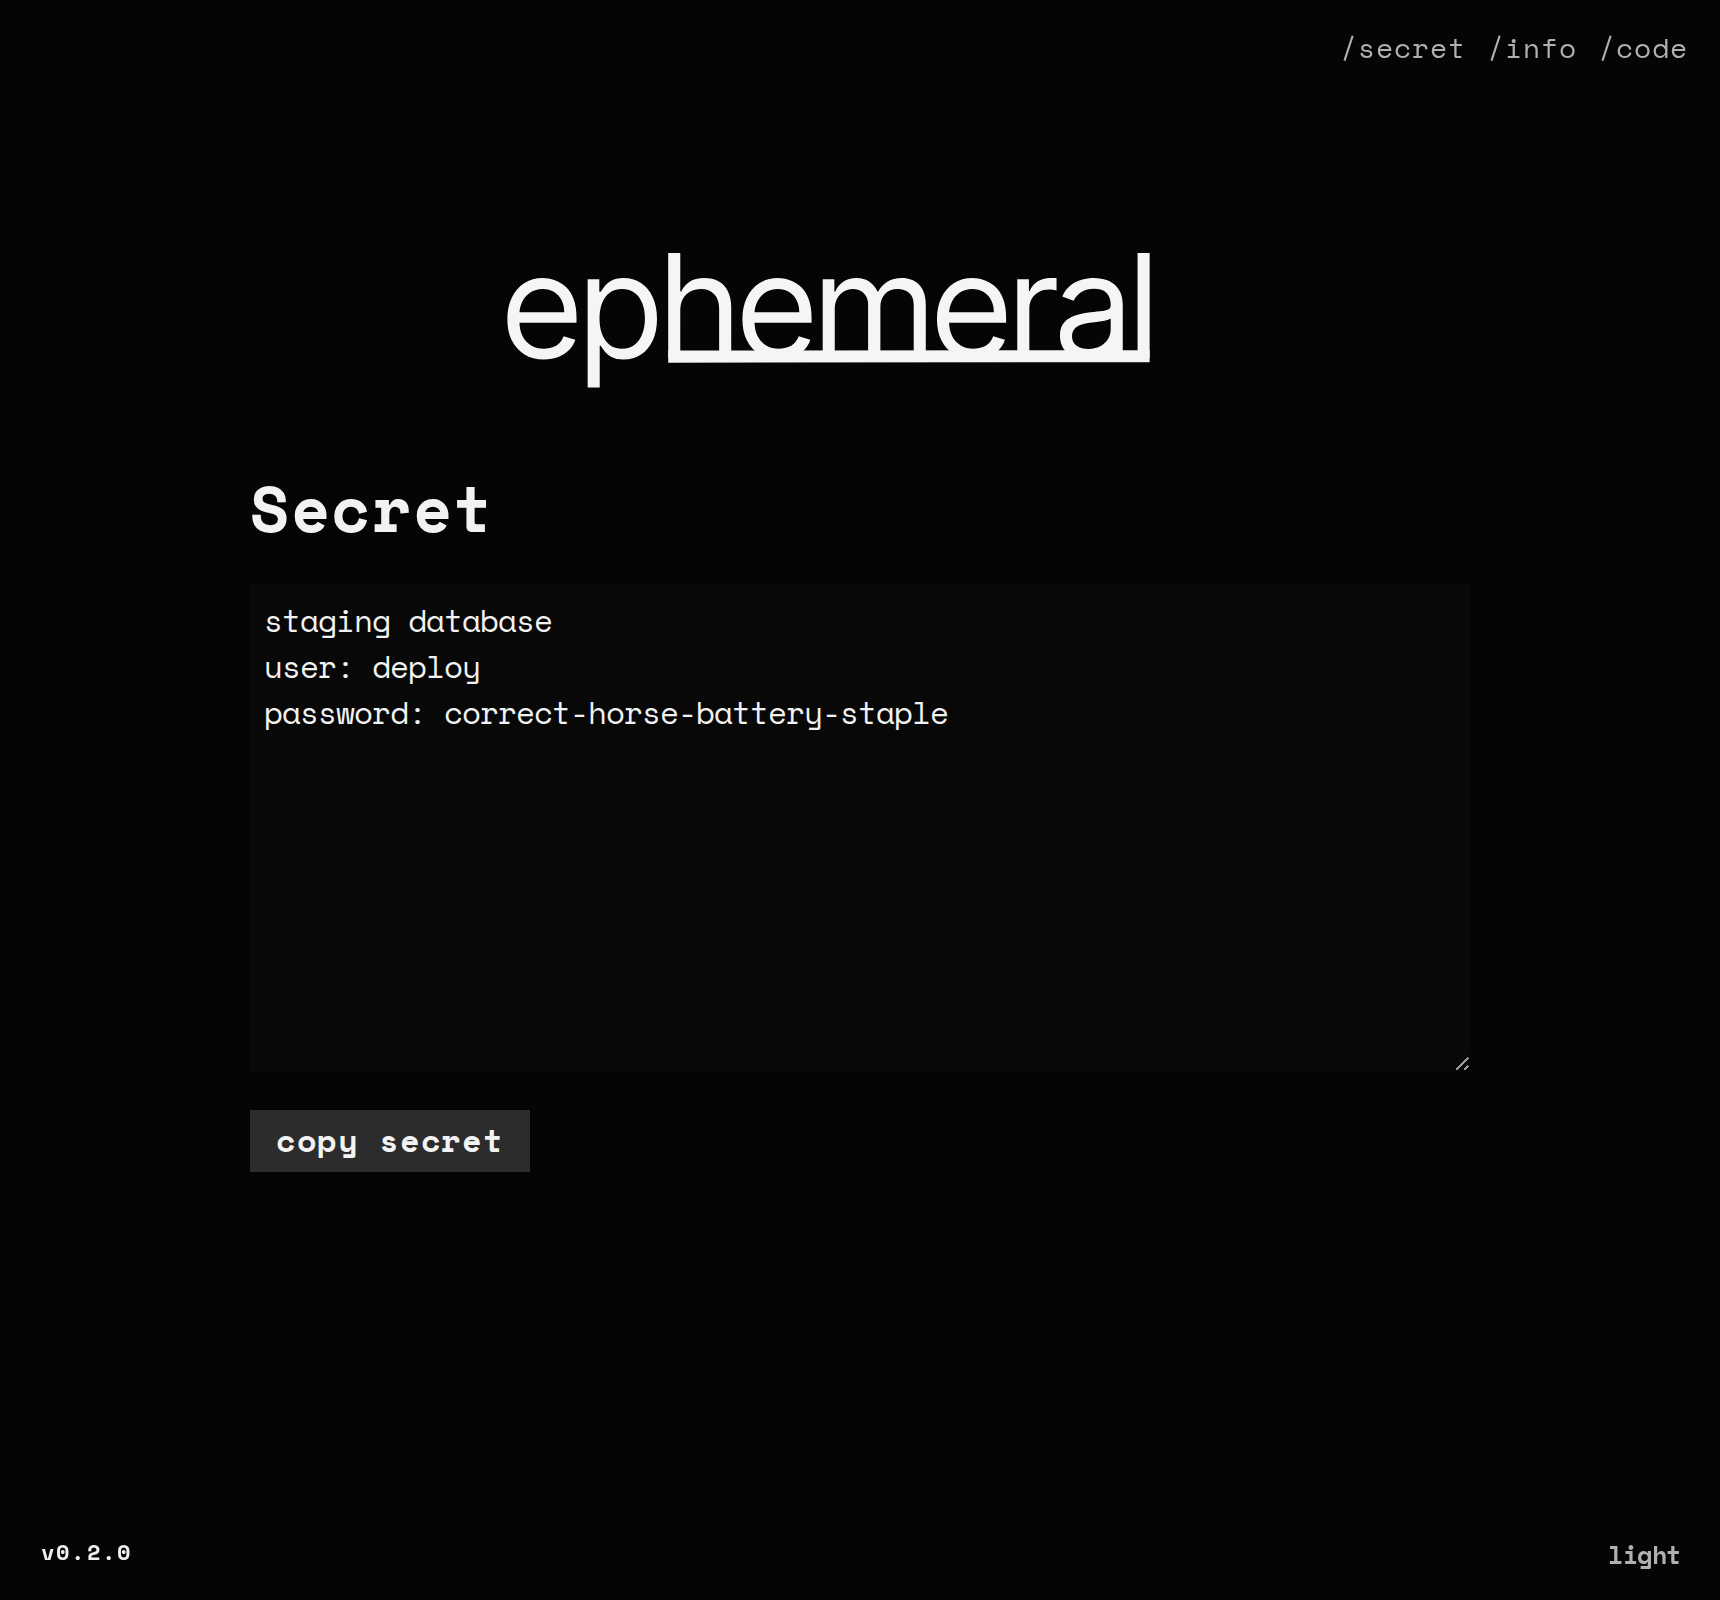 /secret /info /code
ephemeral
Secret
staging database
user: deploy
password: correct-horse-battery-staple
copy secret
v0.2.0
light